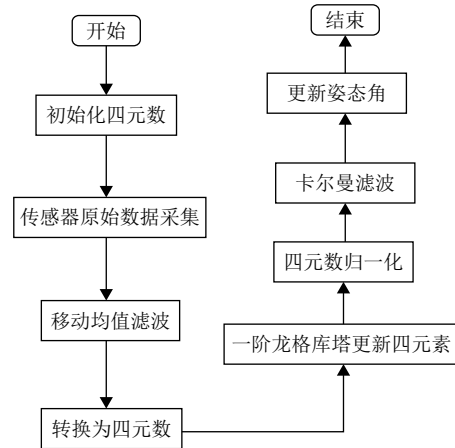 开始
初始化四元数
传感器原始数据采集
移动均值滤波
转换为四元数
一阶龙格库塔更新四元素
四元数归一化
卡尔曼滤波
更新姿态角
结束